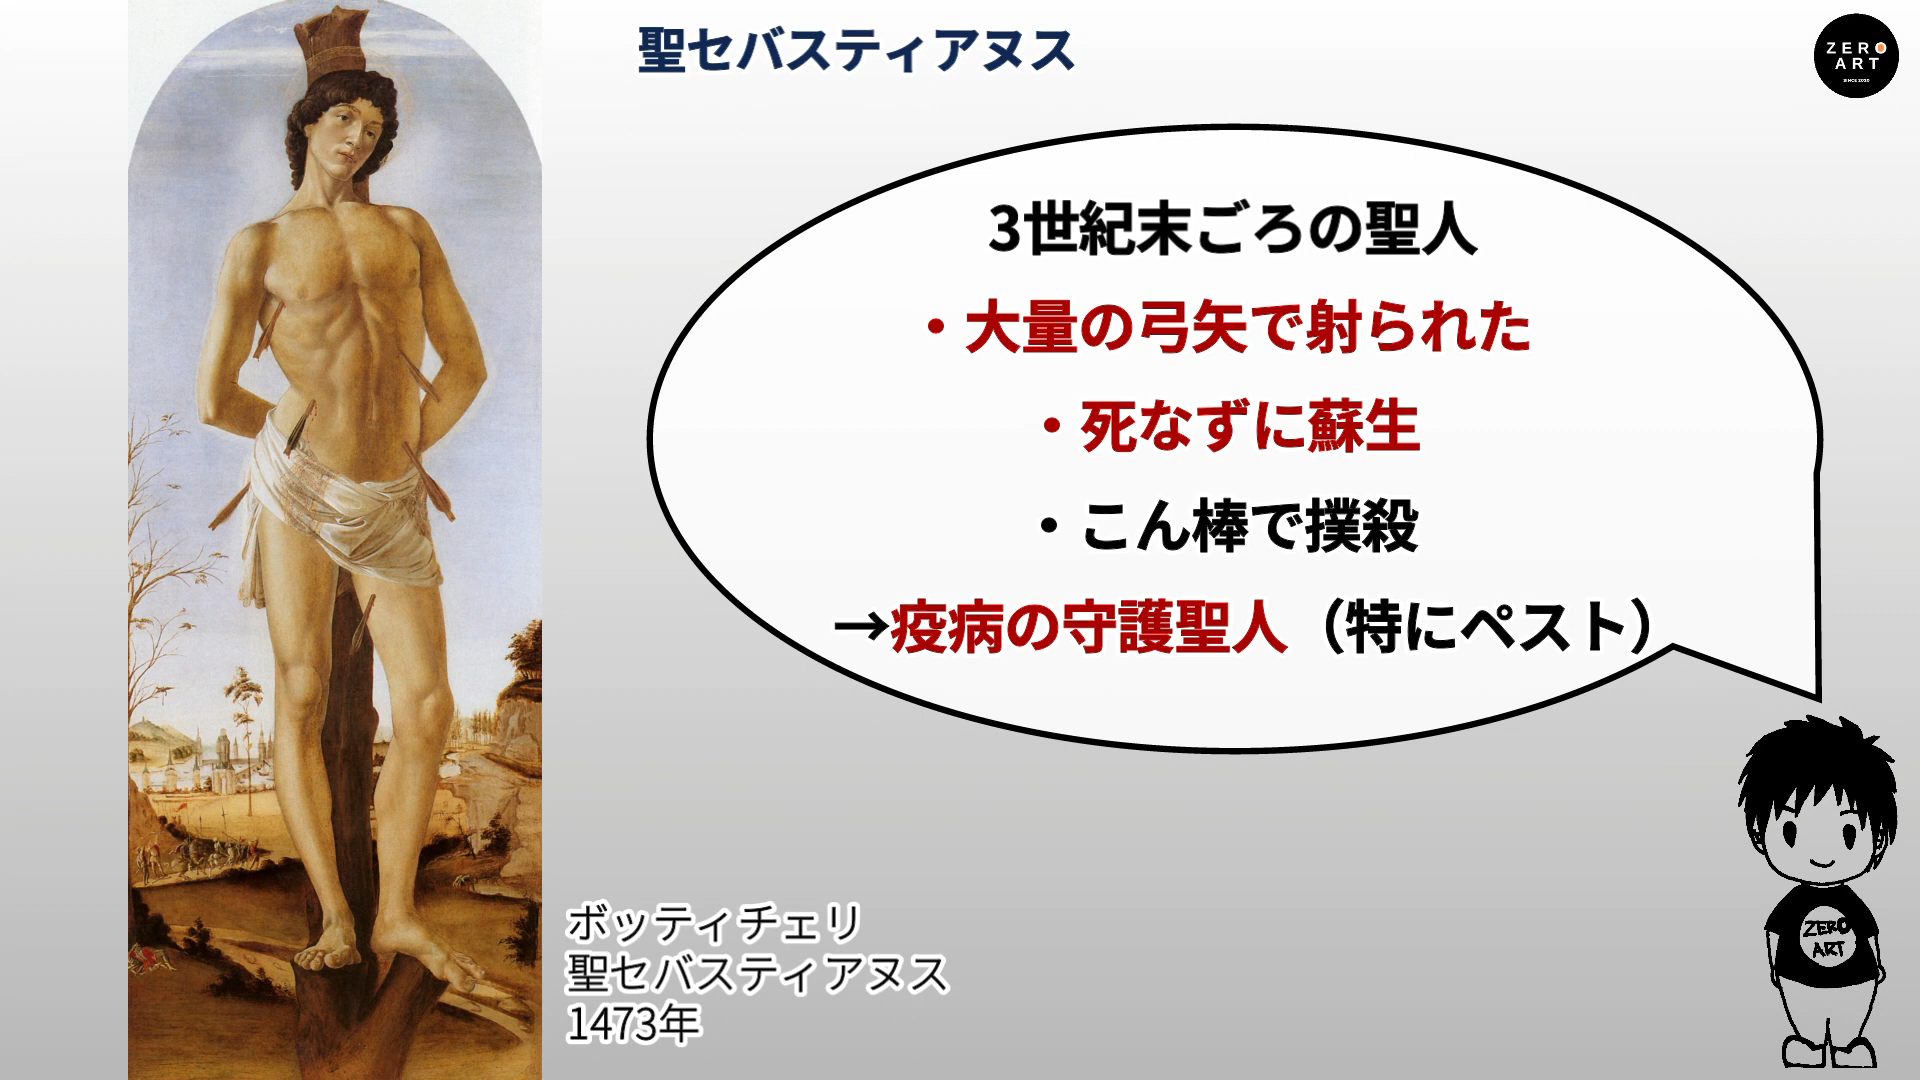 聖セバスティアヌス
ZERO
ART
SINCE 2020
3世紀末ごろの聖人
・大量の弓矢で射られた
・死なずに蘇生
・こん棒で撲殺
→疫病の守護聖人（特にペスト）
ボッティチェリ
聖セバスティアヌス
1473年
ZERO
ART